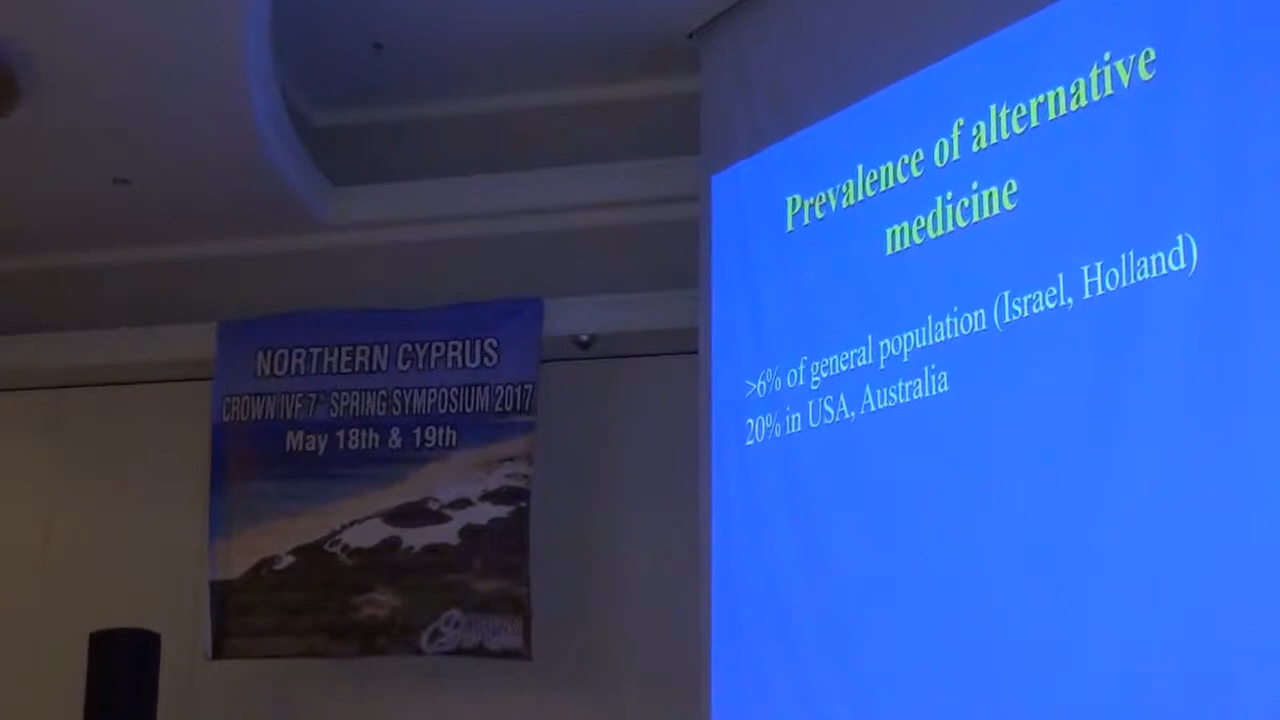 Prevalence of alternative
medicine
>6% of general population (Israel, Holland)
20% in USA, Australia
NORTHERN CYPRUS
CROWN IVF 7th SPRING SYMPOSIUM 2017
May 18th & 19th